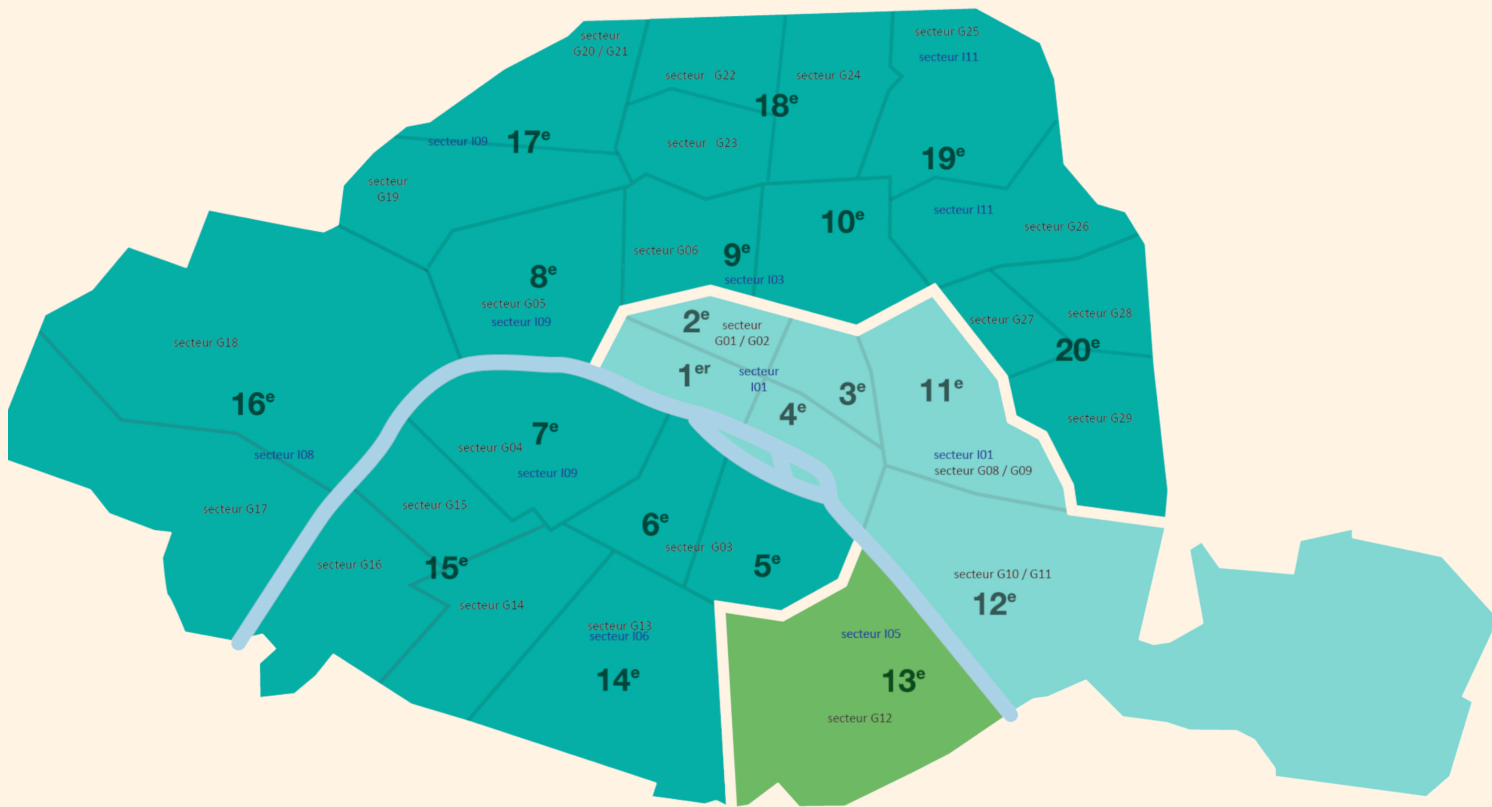 secteur
G20 / G21
secteur G25
secteur I11
secteur G22
secteur G24
18e
secteur I09
17e
secteur G23
19e
secteur
G19
secteur I11
10e
secteur G26
secteur G06
9e
secteur I03
8e
secteur G05
secteur I09
2e
secteur
G01 / G02
secteur G27
secteur G28
20e
secteur G18
1er
secteur
I01
3e
11e
16e
4e
secteur G29
7e
secteur G04
secteur I09
secteur I08
secteur I01
secteur G08 / G09
secteur G17
secteur G15
6e
secteur G03
5e
secteur G16
15e
secteur G14
secteur G10 / G11
12e
secteur G13
secteur I06
14e
secteur I05
13e
secteur G12